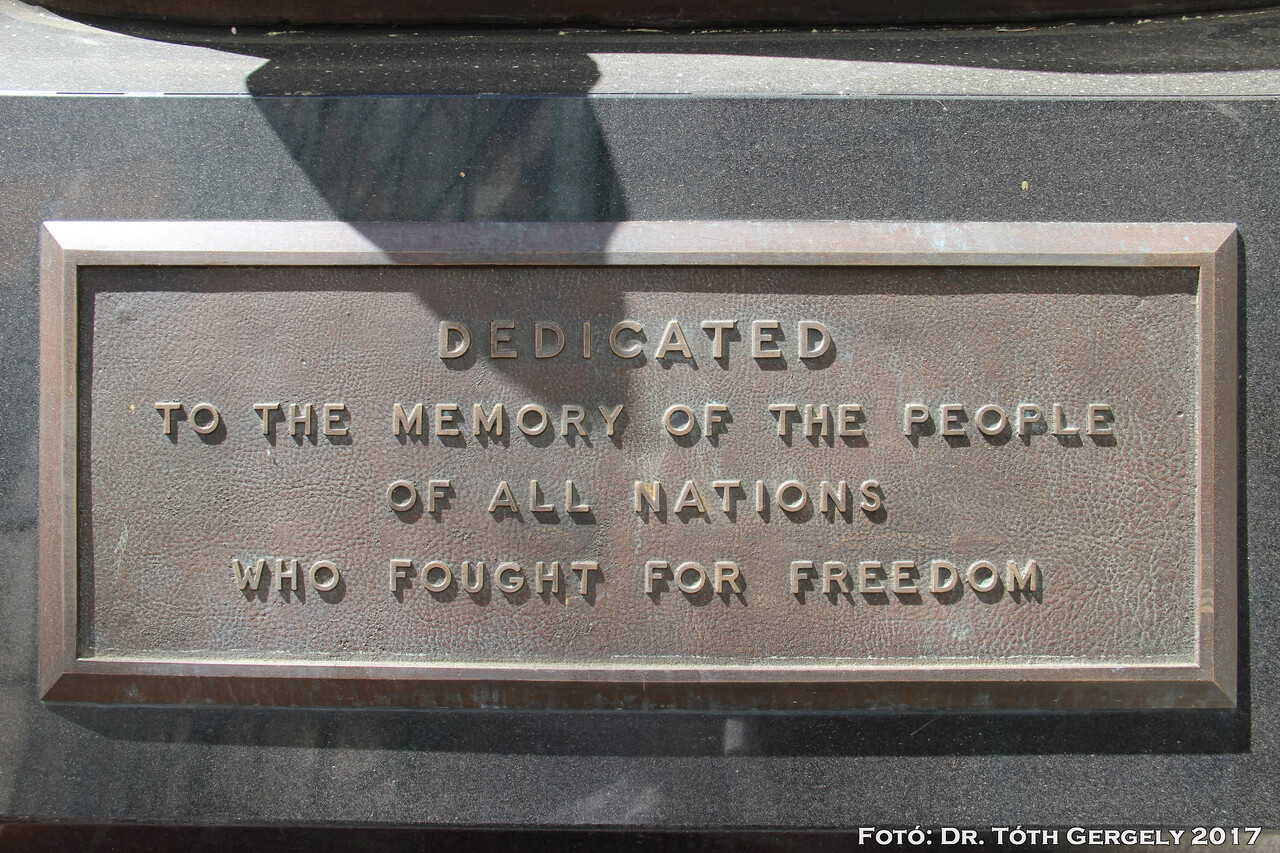 DEDICATED
TO THE MEMORY OF THE PEOPLE
OF ALL NATIONS
WHO FOUGHT FOR FREEDOM
FOTÓ: DR. TÓTH GERGELY 2017